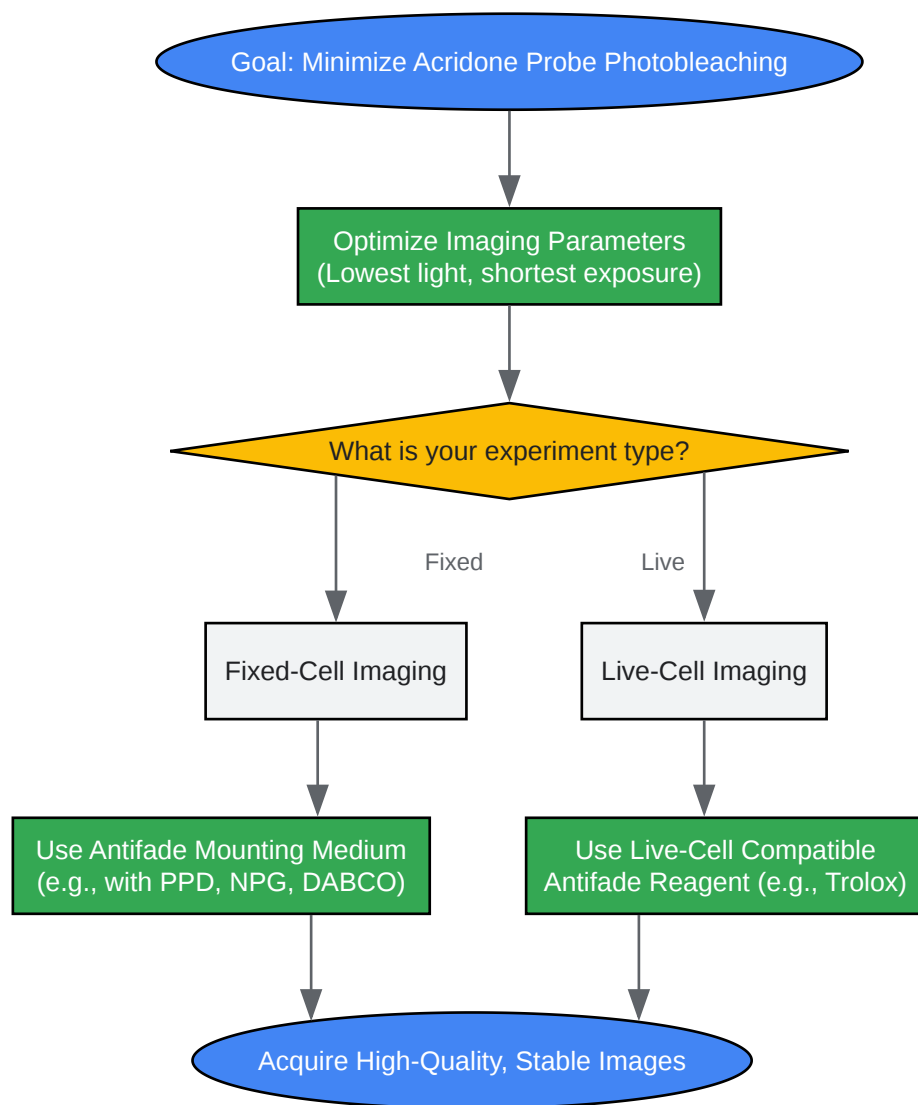 Goal: Minimize Acridone Probe Photobleaching
Optimize Imaging Parameters
(Lowest light, shortest exposure)
What is your experiment type?
Fixed
Live
Fixed-Cell Imaging
Live-Cell Imaging
Use Antifade Mounting Medium
(e.g., with PPD, NPG, DABCO)
Use Live-Cell Compatible
Antifade Reagent (e.g., Trolox)
Acquire High-Quality, Stable Images